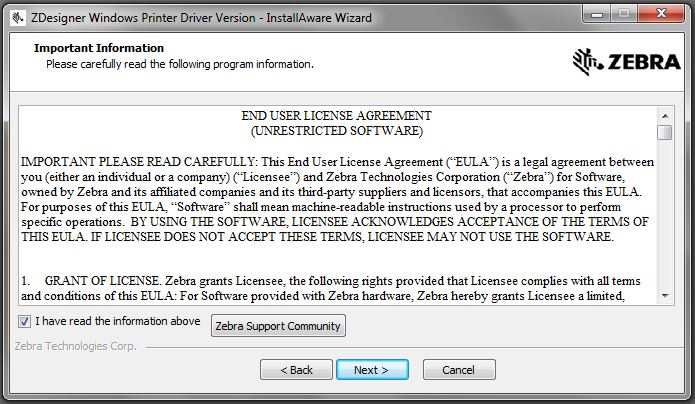 ZDesigner Windows Printer Driver Version - InstallAware Wizard
Important Information
Please carefully read the following program information.
ZEBRA
END USER LICENSE AGREEMENT
(UNRESTRICTED SOFTWARE)
IMPORTANT PLEASE READ CAREFULLY: This End User License Agreement (“EULA”) is a legal agreement between
you (either an individual or a company) (“Licensee”) and Zebra Technologies Corporation (“Zebra”) for Software,
owned by Zebra and its affiliated companies and its third-party suppliers and licensors, that accompanies this EULA.
For purposes of this EULA, “Software” shall mean machine-readable instructions used by a processor to perform
specific operations.  BY USING THE SOFTWARE, LICENSEE ACKNOWLEDGES ACCEPTANCE OF THE TERMS OF
THIS EULA. IF LICENSEE DOES NOT ACCEPT THESE TERMS, LICENSEE MAY NOT USE THE SOFTWARE.
1.    GRANT OF LICENSE. Zebra grants Licensee, the following rights provided that Licensee complies with all terms
and conditions of this EULA: For Software provided with Zebra hardware, Zebra hereby grants Licensee a limited,
I have read the information above
Zebra Support Community
Zebra Technologies Corp.
< Back
Next >
Cancel